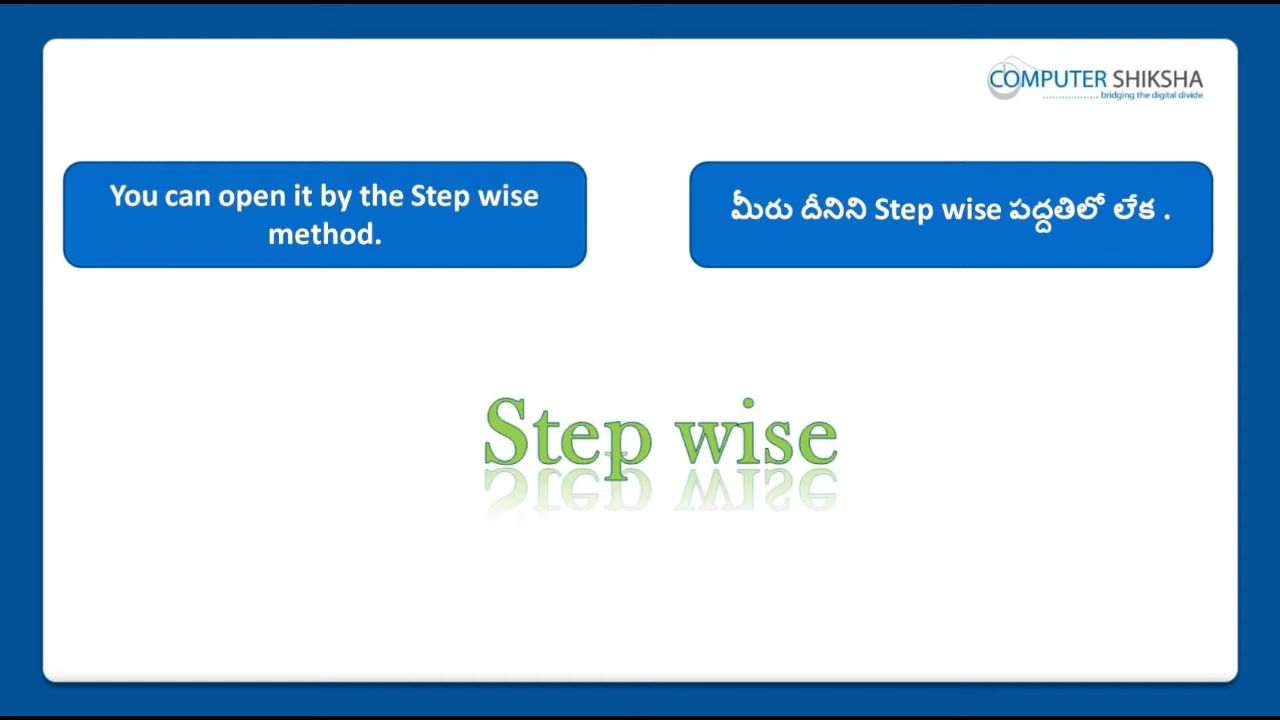 COMPUTER SHIKSHA
bridging the digital divide
You can open it by the Step wise
method.
మీరు దీనిని Step wise పద్దతిలో లేక .
Step wise